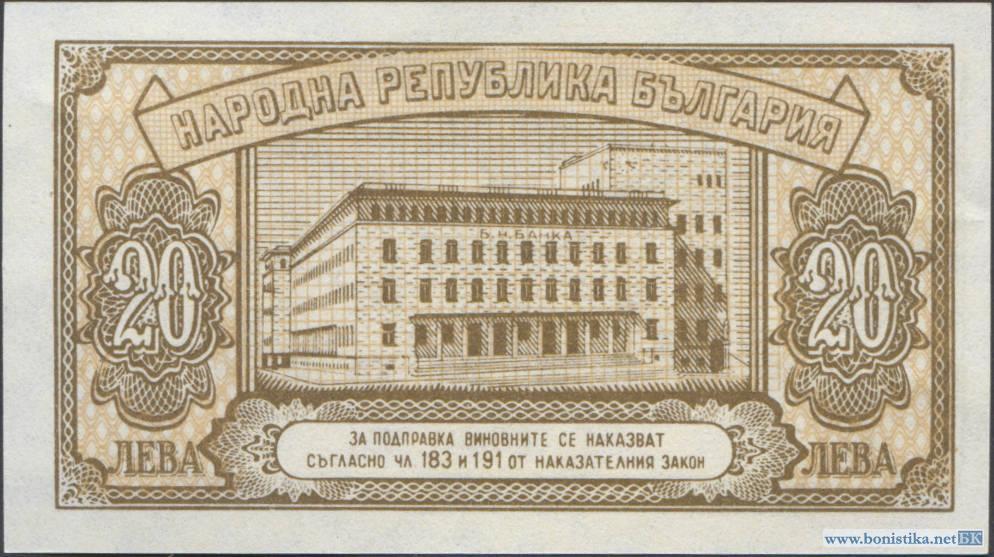 НАРОДНА РЕПУБЛИКА БЪЛГАРИЯ
Б.Н.БАНКА
20
20
ЛЕВА
ЛЕВА
ЗА ПОДПРАВКА ВИНОВНИТЕ СЕ НАКАЗВАТ
СЪГЛАСНО ЧЛ 183 И 191 ОТ НАКАЗАТЕЛНИЯ ЗАКОН
www.bonistika.net БК